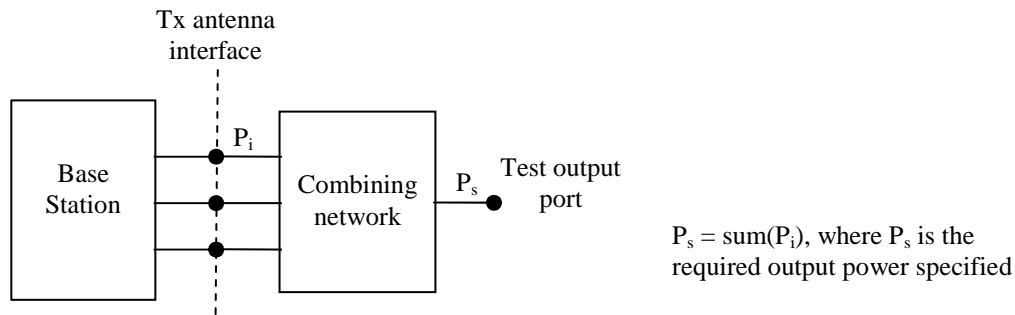 Tx antenna
interface
Base
Station
P_i
Combining
network
P_s
Test output
port
P_s = sum(P_i), where P_s is the
required output power specified